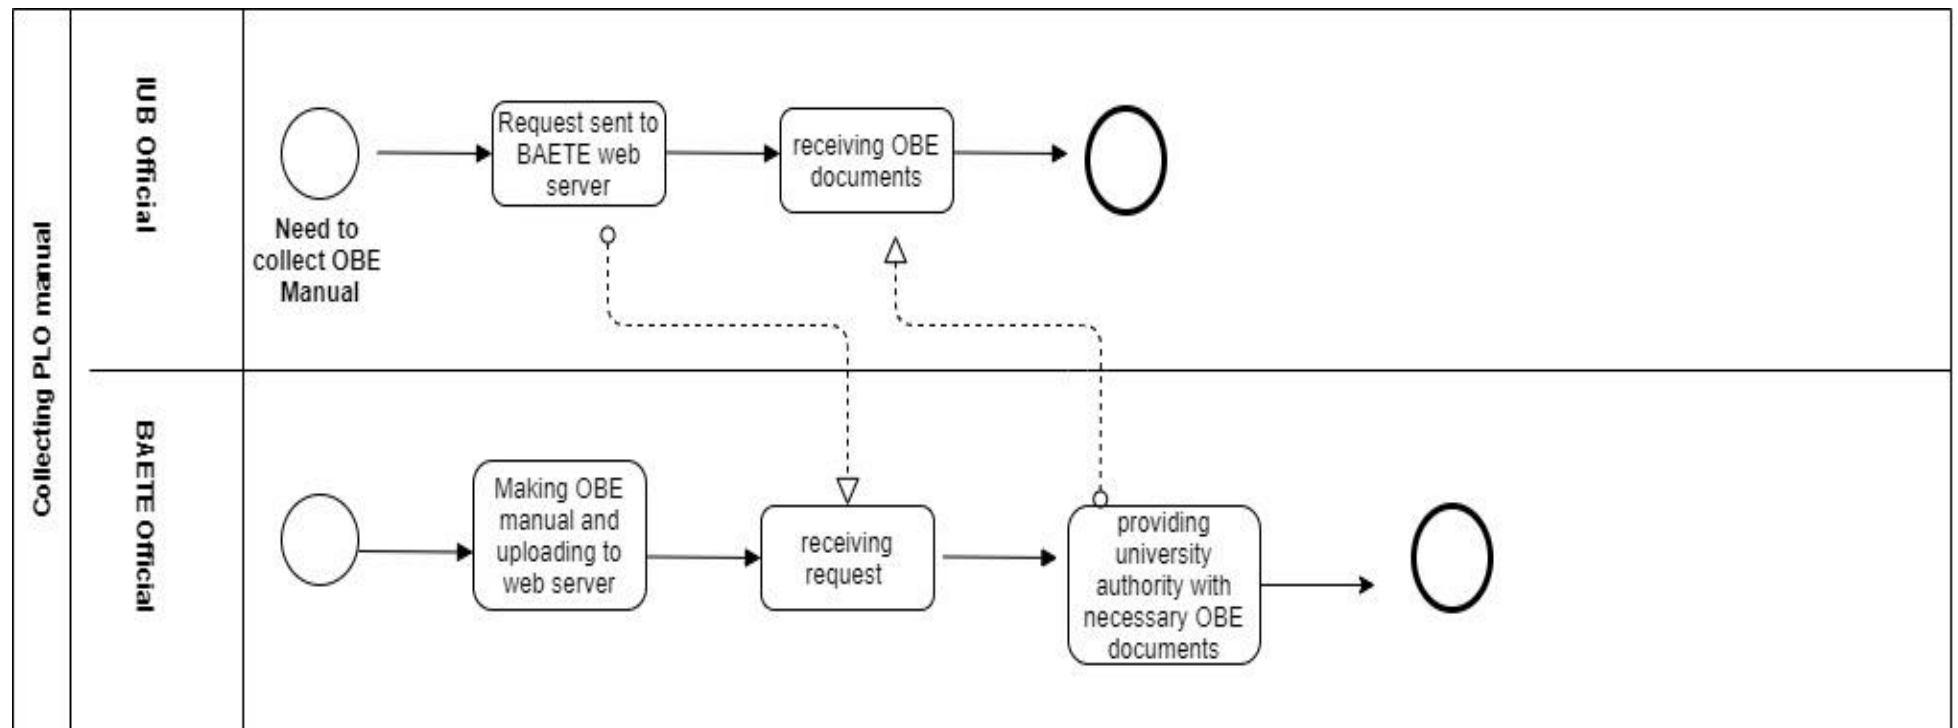 Collecting PLO manual
IUB Official
Need to
collect OBE
Manual
Request sent to
BAETE web
server
receiving OBE
documents
BAETE Official
Making OBE
manual and
uploading to
web server
receiving
request
providing
university
authority with
necessary OBE
documents